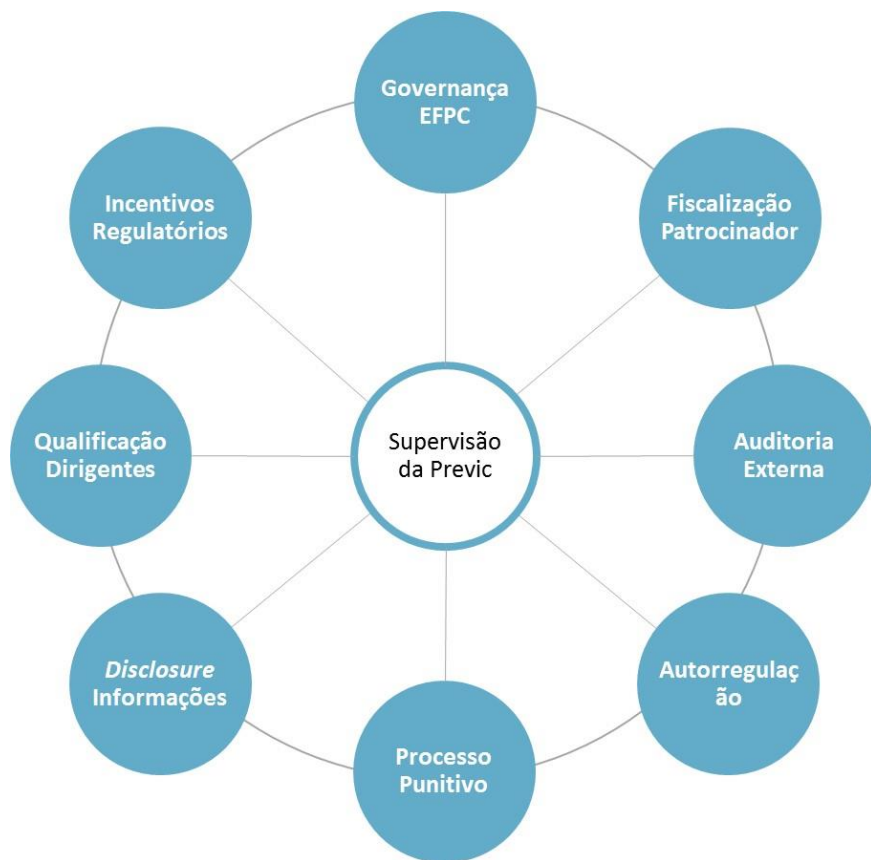 Governança
EFPC
Incentivos
Regulatórios
Fiscalização
Patrocinador
Qualificação
Dirigentes
Supervisão
da Previc
Auditoria
Externa
Disclosure
Informações
Autorregulaç
ão
Processo
Punitivo